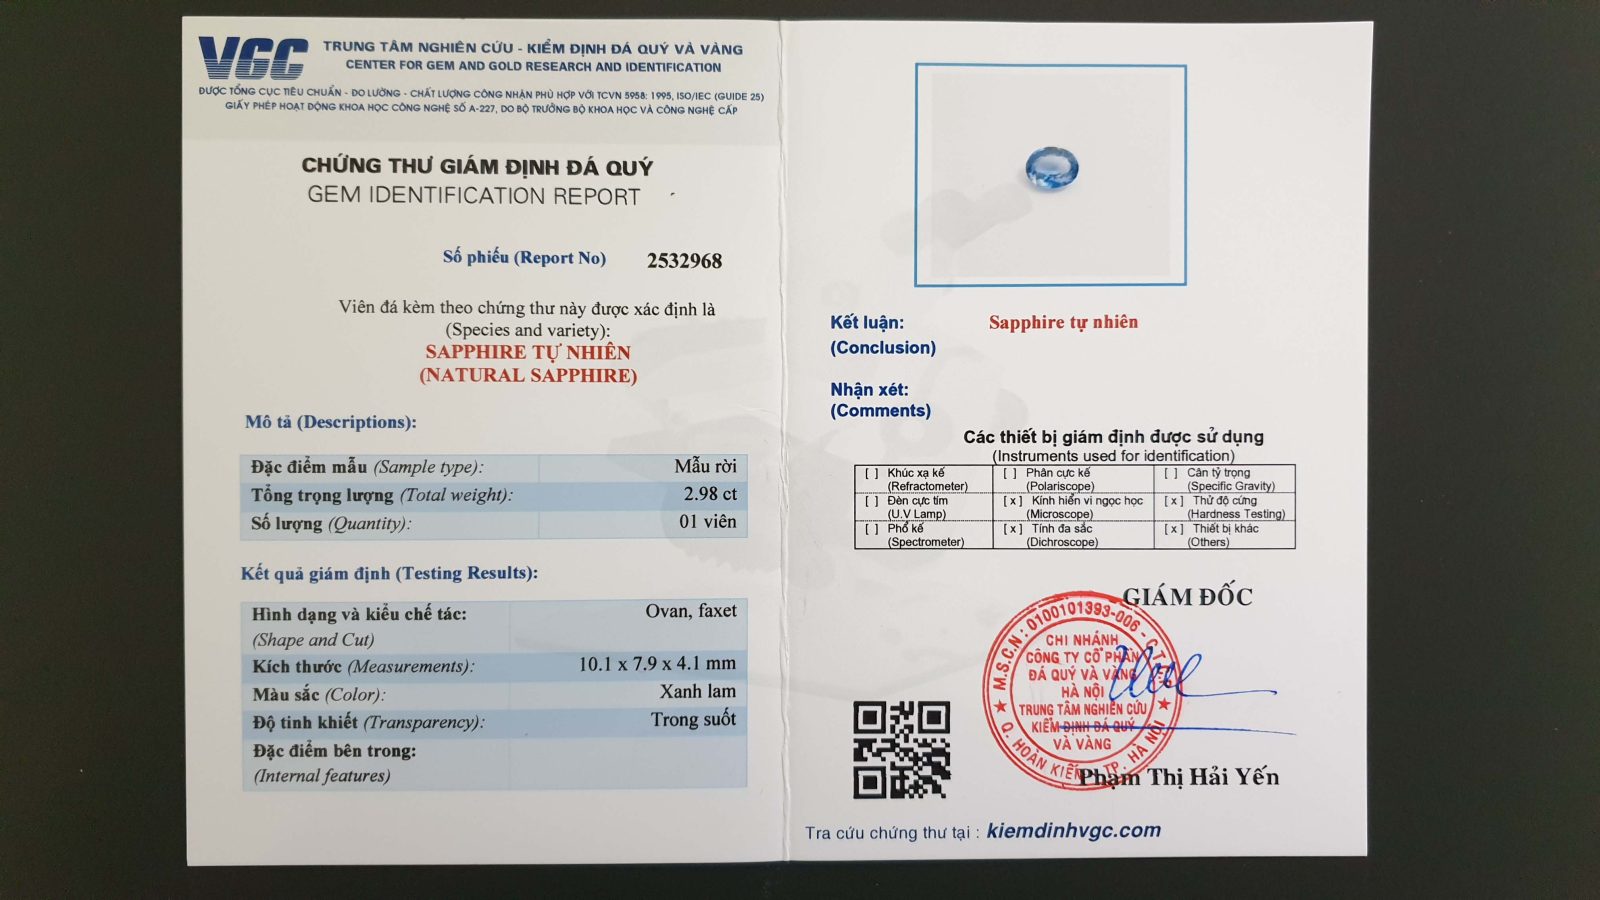 VGC
TRUNG TÂM NGHIÊN CỨU - KIỂM ĐỊNH ĐÁ QUÝ VÀ VÀNG
CENTER FOR GEM AND GOLD RESEARCH AND IDENTIFICATION
ĐƯỢC TỔNG CỤC TIÊU CHUẨN - ĐO LƯỜNG - CHẤT LƯỢNG CÔNG NHẬN PHÙ HỢP VỚI TCVN 5958: 1995, ISO/IEC (GUIDE 25)
GIẤY PHÉP HOẠT ĐỘNG KHOA HỌC CÔNG NGHỆ SỐ A-227, DO BỘ TRƯỞNG BỘ KHOA HỌC VÀ CÔNG NGHỆ CẤP
CHỨNG THƯ GIÁM ĐỊNH ĐÁ QUÝ
GEM IDENTIFICATION REPORT
Số phiếu (Report No) 2532968
Viên đá kèm theo chứng thư này được xác định là
(Species and variety):
SAPPHIRE TỰ NHIÊN
(NATURAL SAPPHIRE)
Mô tả (Descriptions):
Đặc điểm mẫu (Sample type): Mẫu rời
Tổng trọng lượng (Total weight): 2.98 ct
Số lượng (Quantity): 01 viên
Kết quả giám định (Testing Results):
Hình dạng và kiểu chế tác: Ovan, faxet
(Shape and Cut)
Kích thước (Measurements): 10.1 x 7.9 x 4.1 mm
Màu sắc (Color): Xanh lam
Độ tinh khiết (Transparency): Trong suốt
Đặc điểm bên trong:
(Internal features)
Kết luận: Sapphire tự nhiên
(Conclusion)
Nhận xét:
(Comments)
Các thiết bị giám định được sử dụng
(Instruments used for identification)
[ ] Khúc xạ kế [ ] Phân cực kế [ ] Cân tỷ trọng
(Refractometer) (Polariscope) (Specific Gravity)
[ ] Đèn cực tím [ x ] Kính hiển vi ngọc học [ x ] Thử độ cứng
(U.V Lamp) (Microscope) (Hardness Testing)
[ ] Phổ kế [ x ] Tính đa sắc [ x ] Thiết bị khác
(Spectrometer) (Dichroscope) (Others)
GIÁM ĐỐC
M.S.C.N: 0100101393-006 - C.T.
CHI NHÁNH
CÔNG TY CỔ PHẦN
ĐÁ QUÝ VÀ VÀNG
HÀ NỘI
TRUNG TÂM NGHIÊN CỨU
KIỂM ĐỊNH ĐÁ QUÝ
VÀ VÀNG
Q. HOÀN KIẾM - TP. HÀ NỘI
Phạm Thị Hải Yến
Tra cứu chứng thư tại : kiemdinhvgc.com